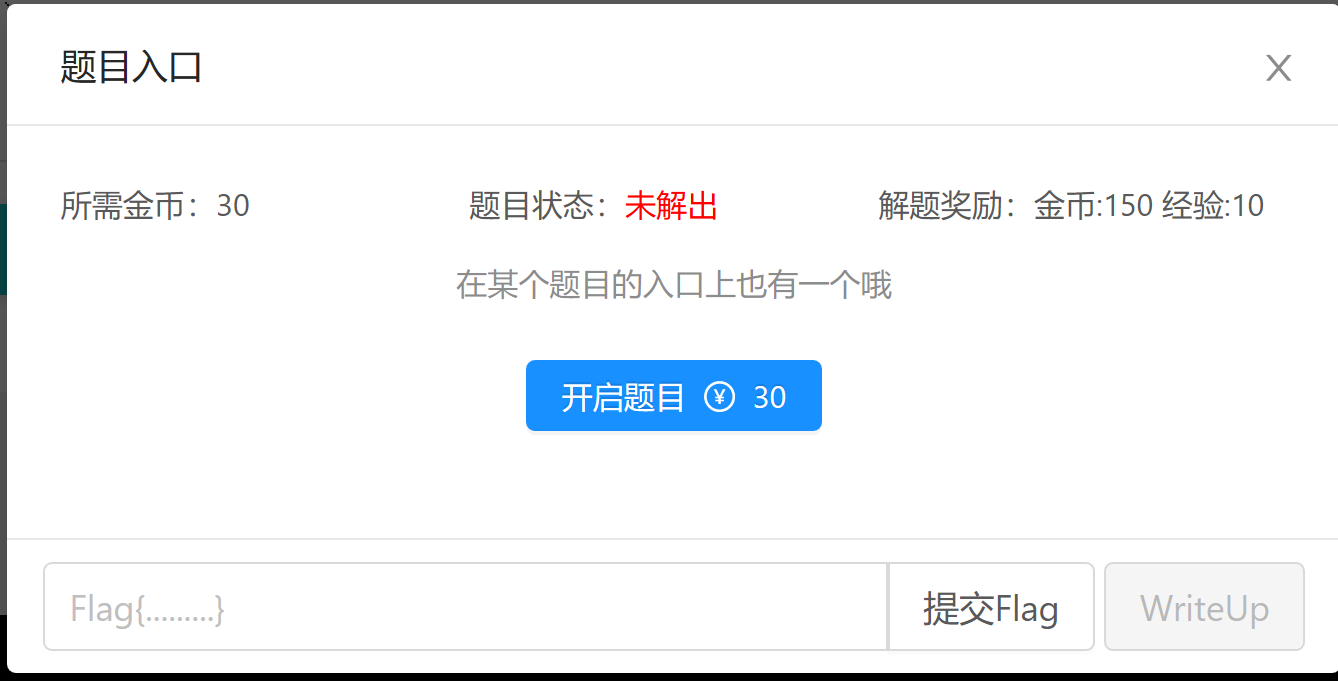 题目入口
所需金币：30 题目状态：未解出 解题奖励：金币:150 经验:10
在某个题目的入口上也有一个哦
开启题目 ¥ 30
Flag{.........} 提交Flag WriteUp